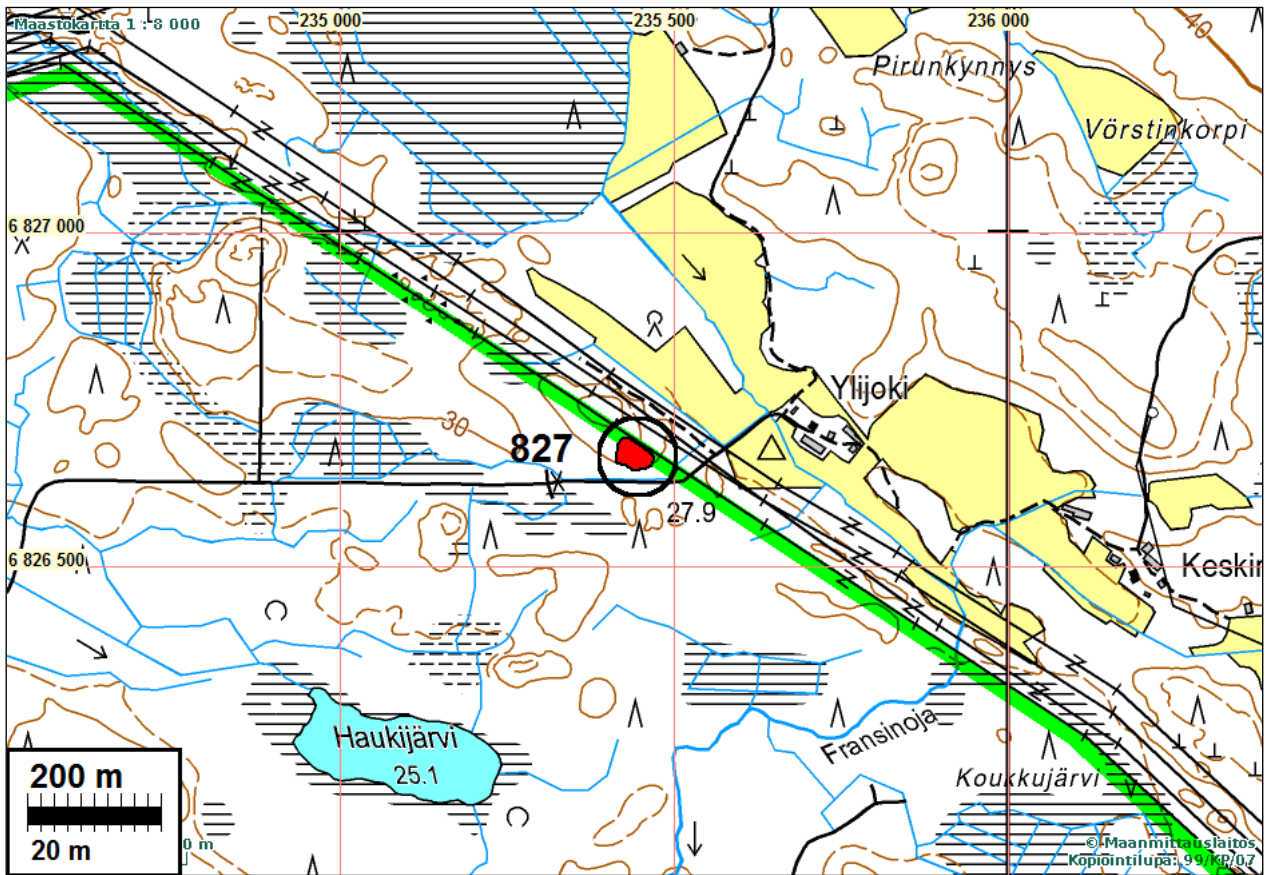 Maastokartta 1 : 8 000
235 000
235 500
236 000
40
Pirunkynnys
Vörstinkorpi
6 827 000
30
Ylijoki
827
27.9
6 826 500
Keskin
Haukijärvi
25.1
Fransinoja
Koukkujärvi
200 m
20 m
0 m
© Maanmittauslaitos
Kopiointilupa: 99/KP/07